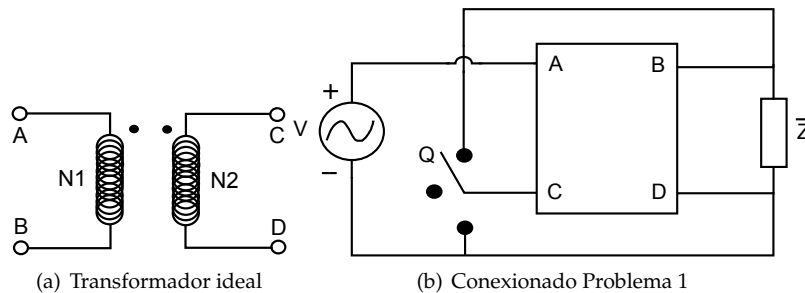 A
C
N1
N2
B
D
(a) Transformador ideal
+
V
−
Q
A
B
C
D
Z̄
(b) Conexionado Problema 1